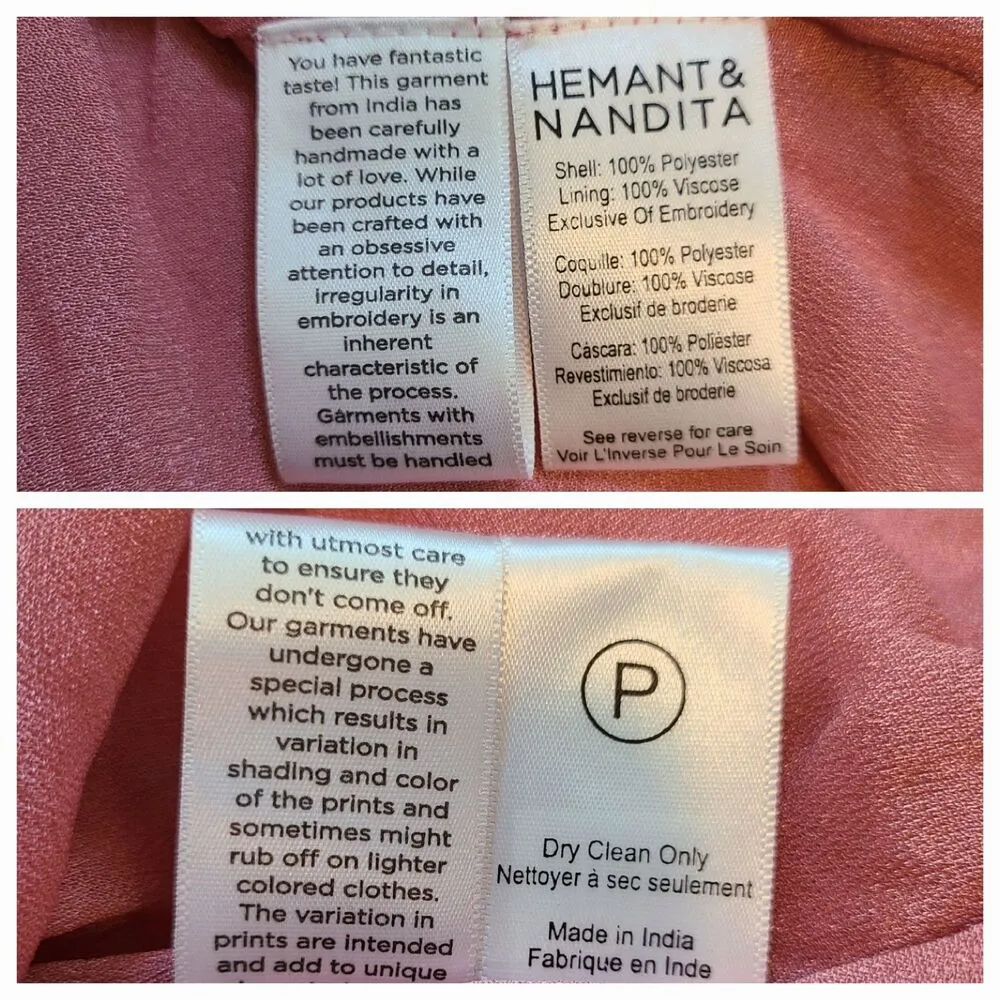 You have fantastic
taste! This garment
from India has
been carefully
handmade with a
lot of love. While
our products have
been crafted with
an obsessive
attention to detail,
irregularity in
embroidery is an
inherent
characteristic of
the process.
Garments with
embellishments
must be handled
HEMANT &
NANDITA
Shell: 100% Polyester
Lining: 100% Viscose
Exclusive Of Embroidery
Coquille: 100% Polyester
Doublure: 100% Viscose
Exclusif de broderie
Cáscara: 100% Poliéster
Revestimiento: 100% Viscosa
Exclusif de broderie
See reverse for care
Voir L'Inverse Pour Le Soin
with utmost care
to ensure they
don't come off.
Our garments have
undergone a
special process
which results in
variation in
shading and color
of the prints and
sometimes might
rub off on lighter
colored clothes.
The variation in
prints are intended
and add to unique
P
Dry Clean Only
Nettoyer à sec seulement
Made in India
Fabrique en Inde